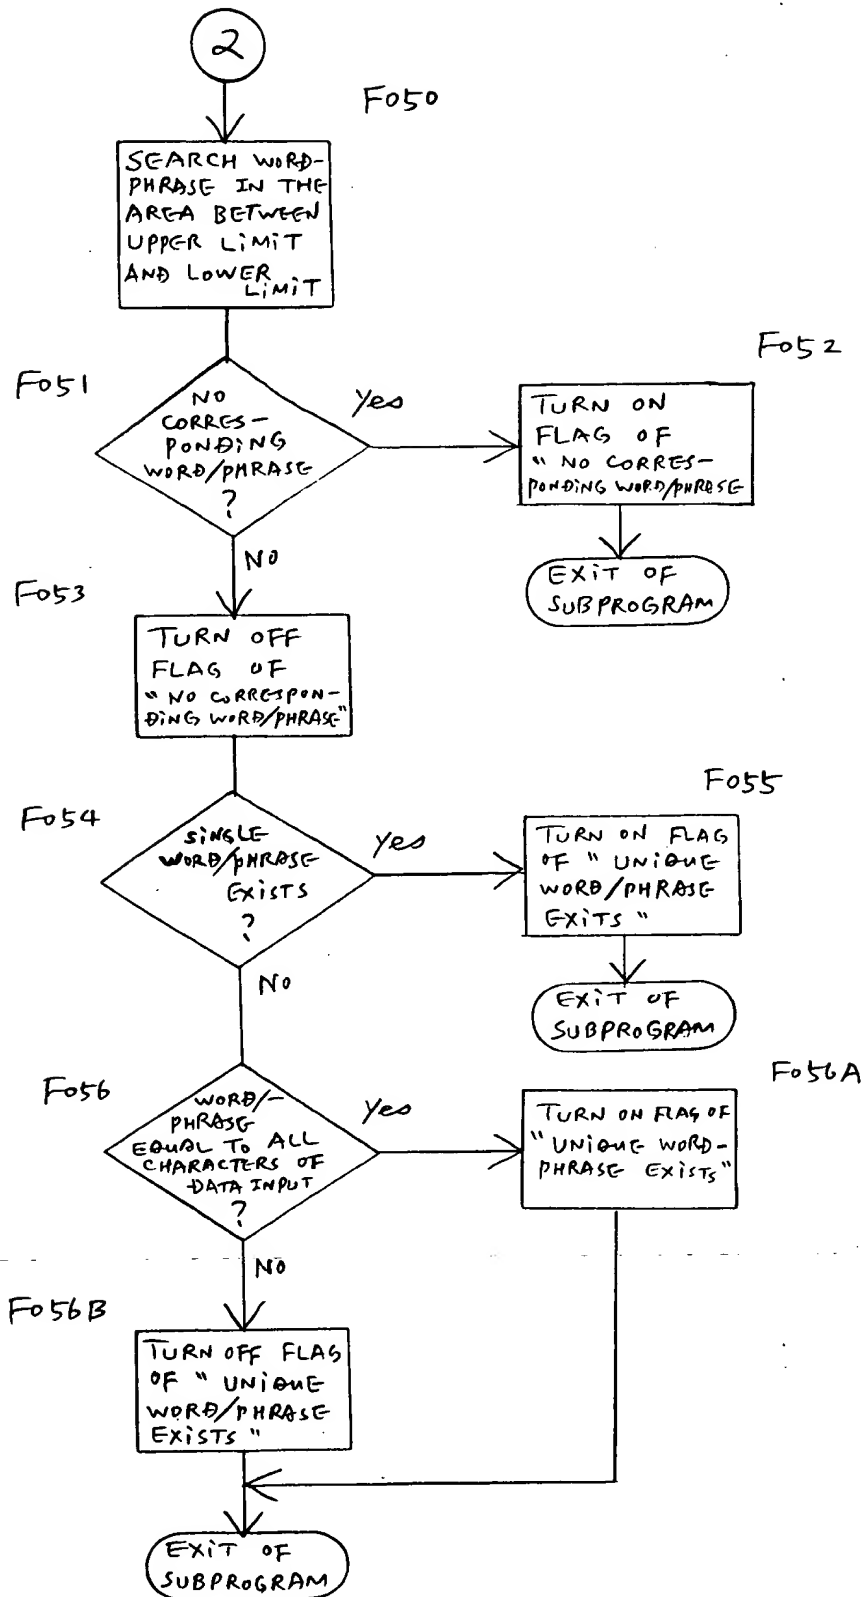 2
F050
SEARCH WORD-
PHRASE IN THE
AREA BETWEEN
UPPER LIMIT
AND LOWER
LIMIT
F051
NO
CORRES-
PONDING
WORD/PHRASE
?
Yes
F052
TURN ON
FLAG OF
" NO CORRES-
PONDING WORD/PHRASE
EXIT OF
SUBPROGRAM
NO
F053
TURN OFF
FLAG OF
" NO CORRESPON-
DING WORD/PHRASE"
F054
SINGLE
WORD/PHRASE
EXISTS
?
Yes
F055
TURN ON FLAG
OF " UNIQUE
WORD/PHRASE
EXITS "
EXIT OF
SUBPROGRAM
NO
F056
WORD/-
PHRASE
EQUAL TO ALL
CHARACTERS OF
DATA INPUT
?
Yes
F056A
TURN ON FLAG OF
" UNIQUE WORD-
PHRASE EXISTS "
NO
F056B
TURN OFF FLAG
OF " UNIQUE
WORD/PHRASE
EXISTS "
EXIT OF
SUBPROGRAM